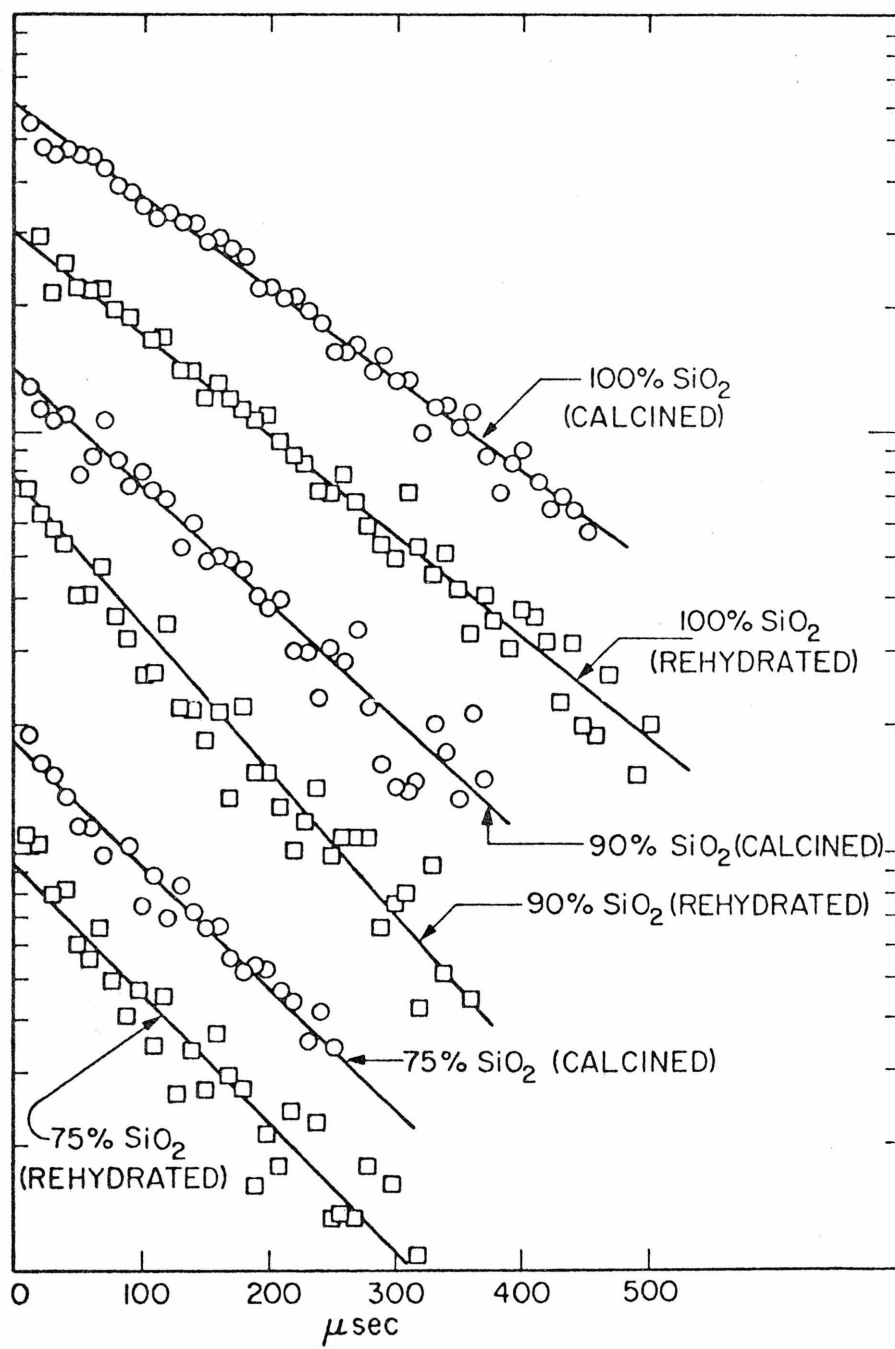 100% SiO2
(CALCINED)
100% SiO2
(REHYDRATED)
90% SiO2 (CALCINED)
90% SiO2 (REHYDRATED)
75% SiO2 (CALCINED)
75% SiO2
(REHYDRATED)
0 100 200 300 400 500
μsec